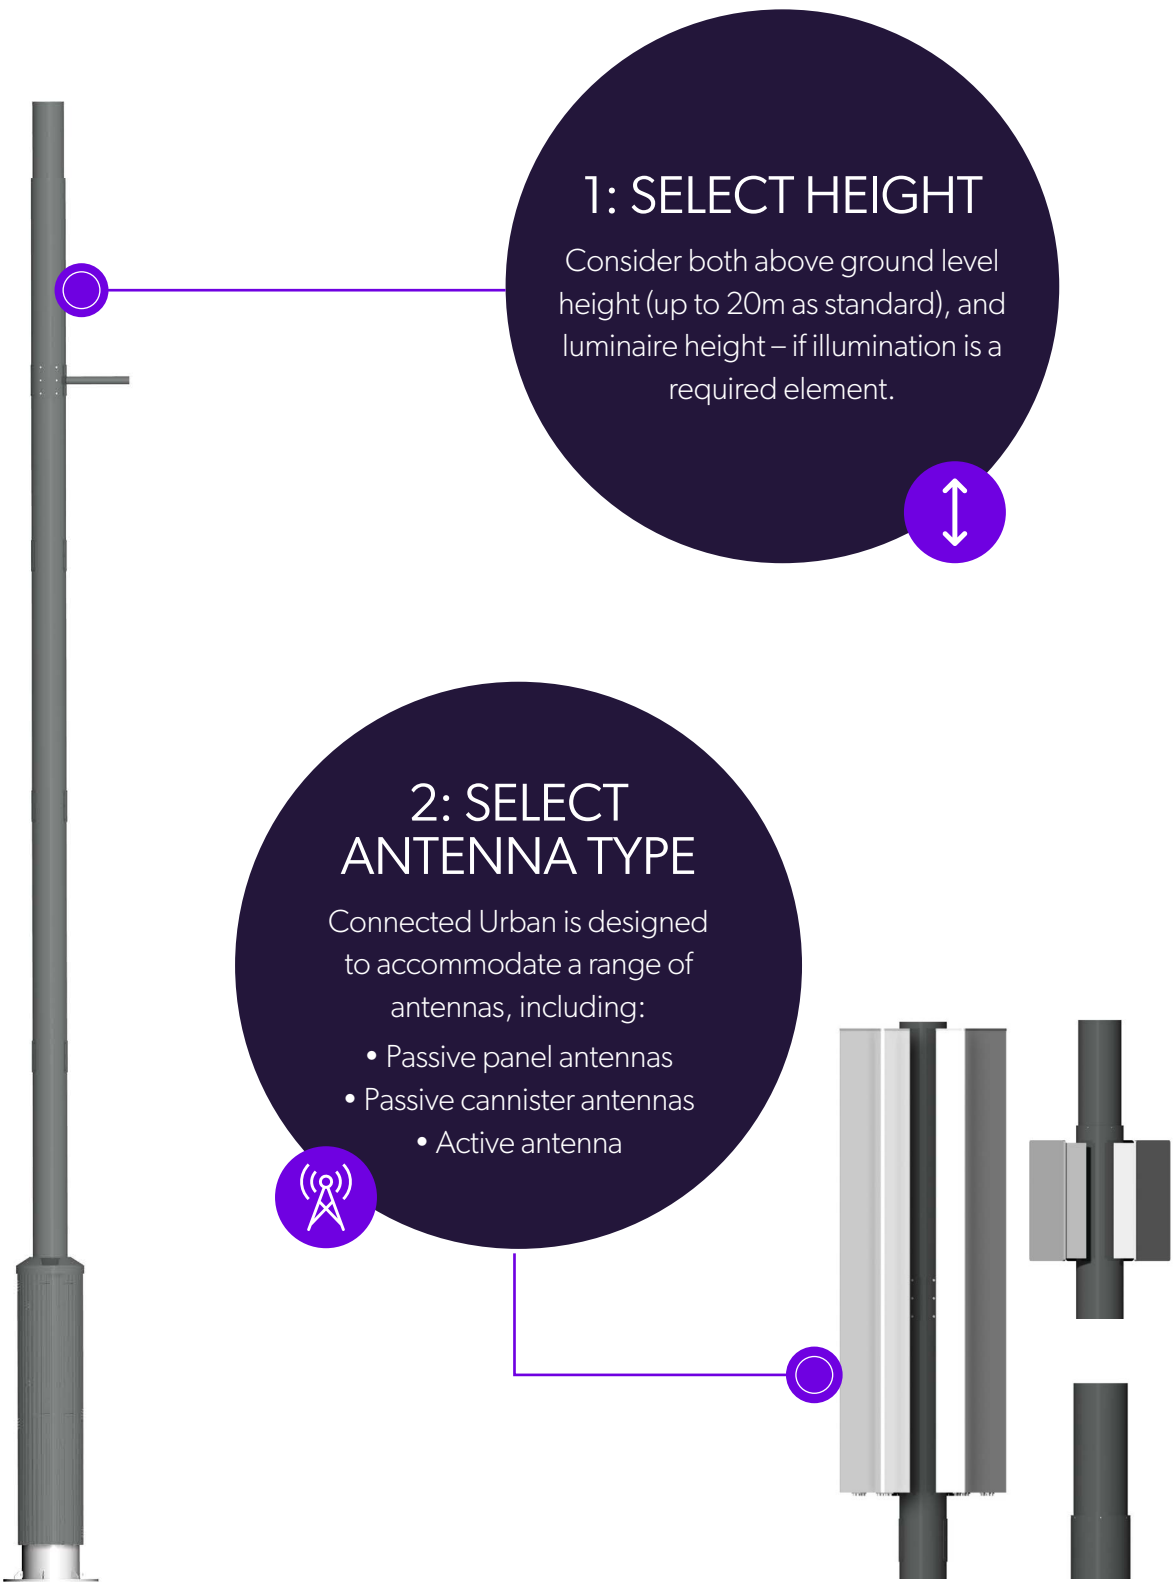 1: SELECT HEIGHT
Consider both above ground level
height (up to 20m as standard), and
luminaire height – if illumination is a
required element.
2: SELECT
ANTENNA TYPE
Connected Urban is designed
to accommodate a range of
antennas, including:
• Passive panel antennas
• Passive cannister antennas
• Active antenna